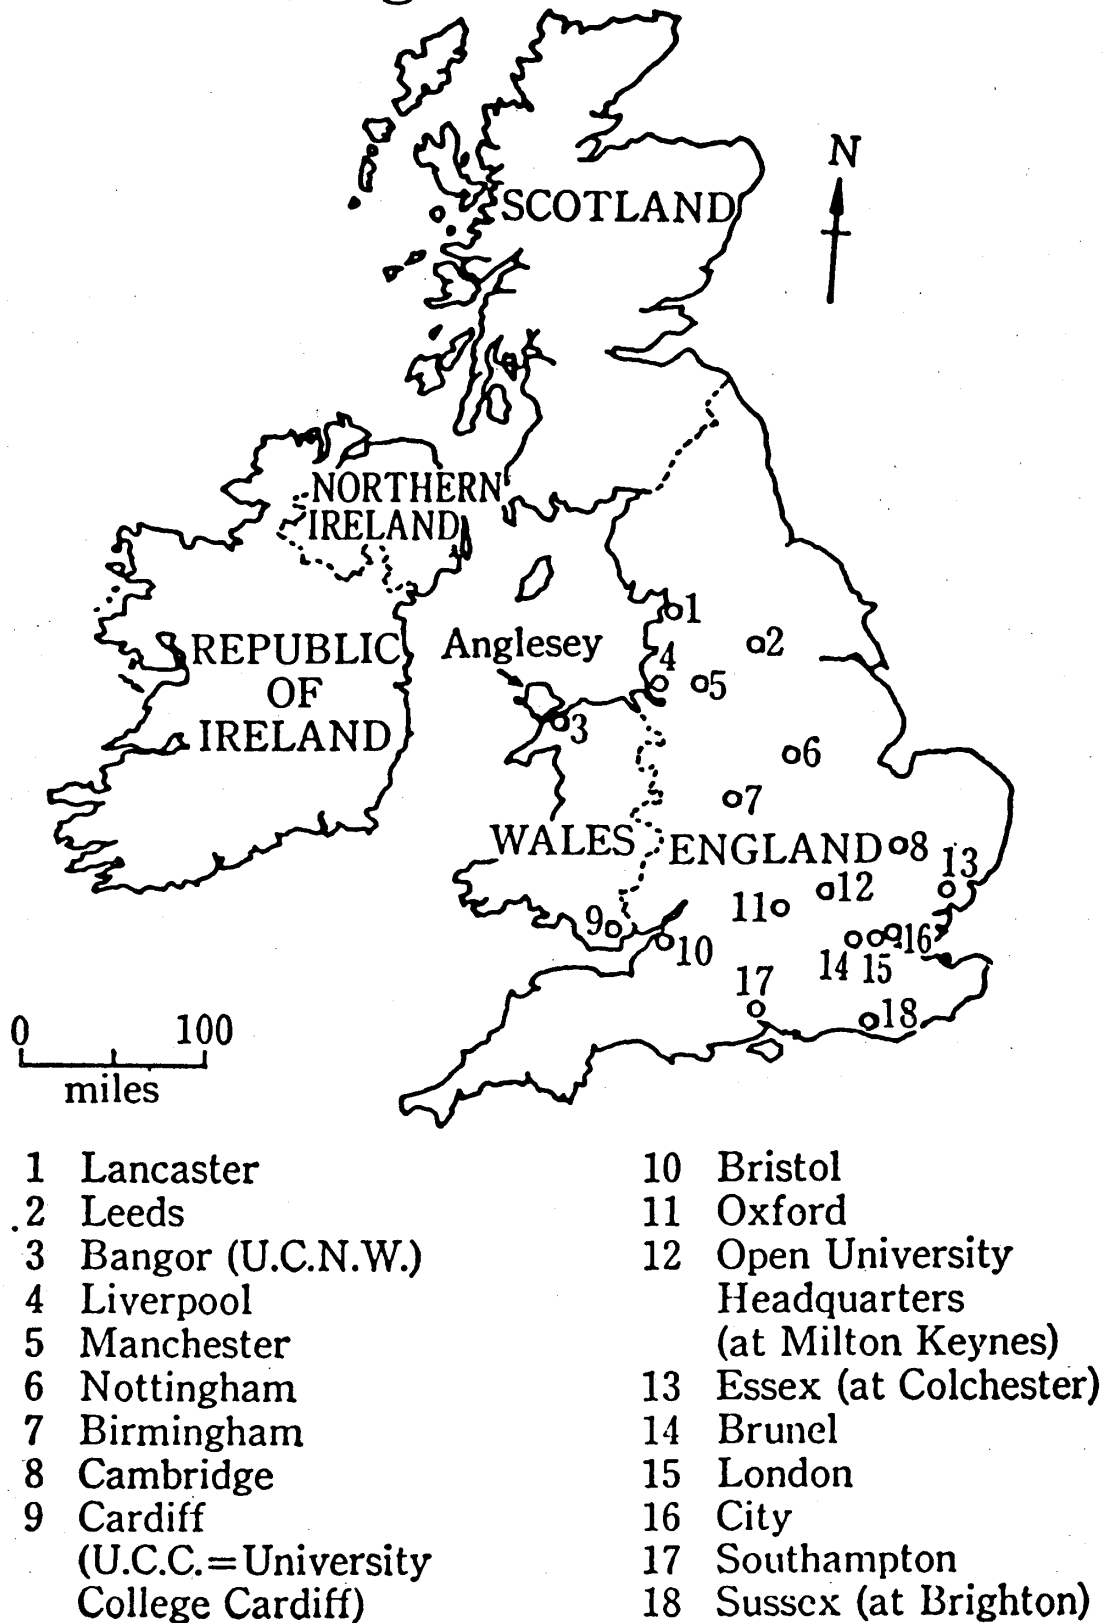 N
SCOTLAND
NORTHERN
IRELAND
1
Anglesey
2
REPUBLIC
OF
IRELAND
4
5
3
6
7
WALES
ENGLAND
8
13
12
11
9
10
14
15
16
17
18
0 100
miles
1 Lancaster
2 Leeds
3 Bangor (U.C.N.W.)
4 Liverpool
5 Manchester
6 Nottingham
7 Birmingham
8 Cambridge
9 Cardiff
(U.C.C.=University
College Cardiff)
10 Bristol
11 Oxford
12 Open University
Headquarters
(at Milton Keynes)
13 Essex (at Colchester)
14 Brunel
15 London
16 City
17 Southampton
18 Sussex (at Brighton)